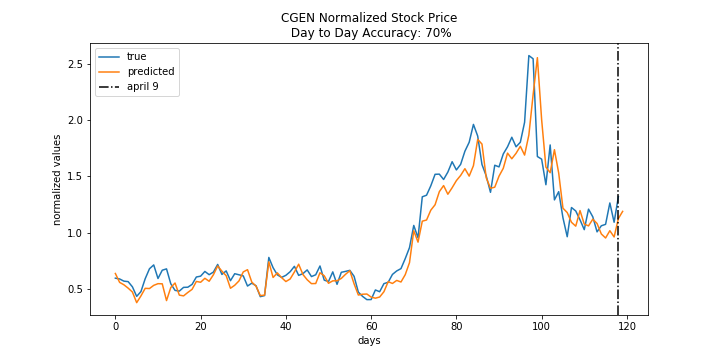 CGEN Normalized Stock Price
Day to Day Accuracy: 70%
true
predicted
april 9
normalized values
2.5
2.0
1.5
1.0
0.5
0
20
40
60
80
100
120
days